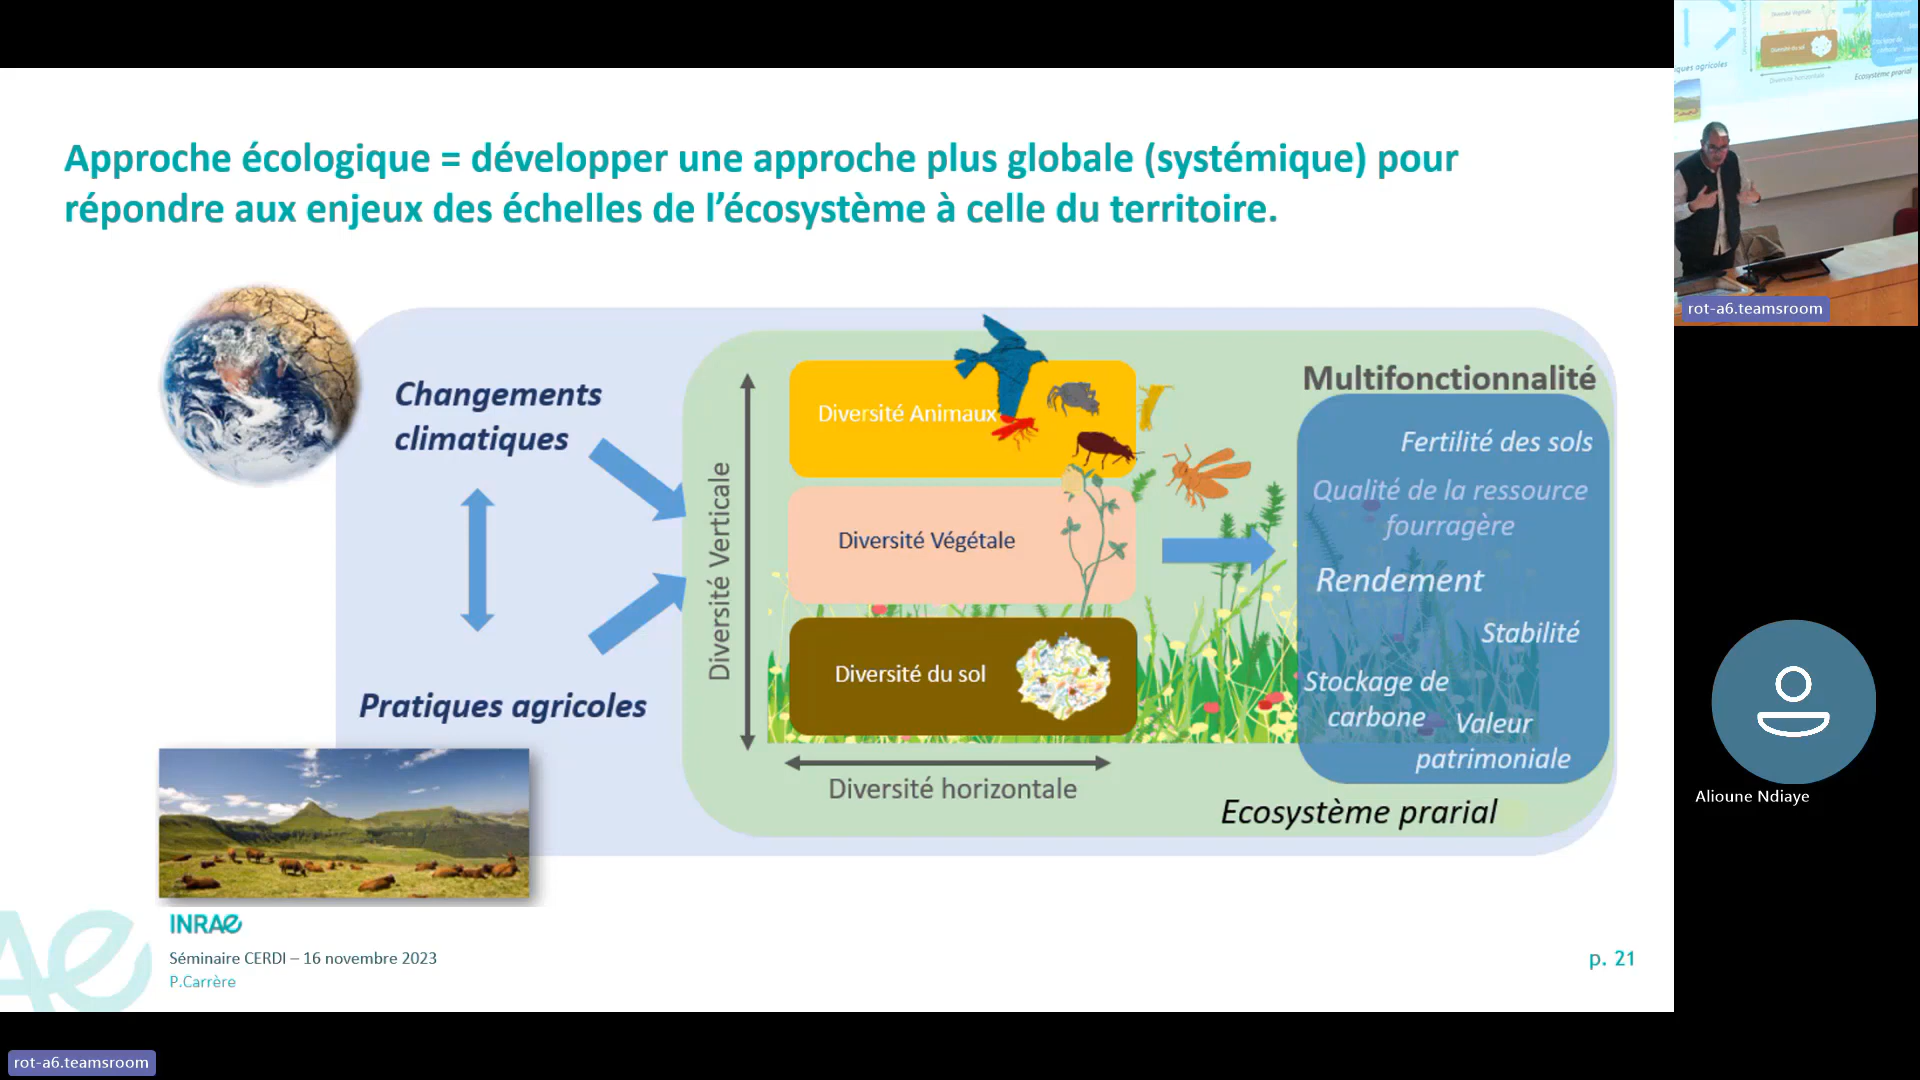 Approche écologique = développer une approche plus globale (systémique) pour
répondre aux enjeux des échelles de l'écosystème à celle du territoire.
Changements
climatiques
Pratiques agricoles
Diversité Verticale
Diversité Animaux
Diversité Végétale
Diversité du sol
Diversité horizontale
Multifonctionnalité
Fertilité des sols
Qualité de la ressource
fourragère
Rendement
Stabilité
Stockage de
carbone
Valeur
patrimoniale
Ecosystème prarial
INRAE
Séminaire CERDI – 16 novembre 2023
P.Carrère
p. 21
rot-a6.teamsroom
rot-a6.teamsroom
Alioune Ndiaye